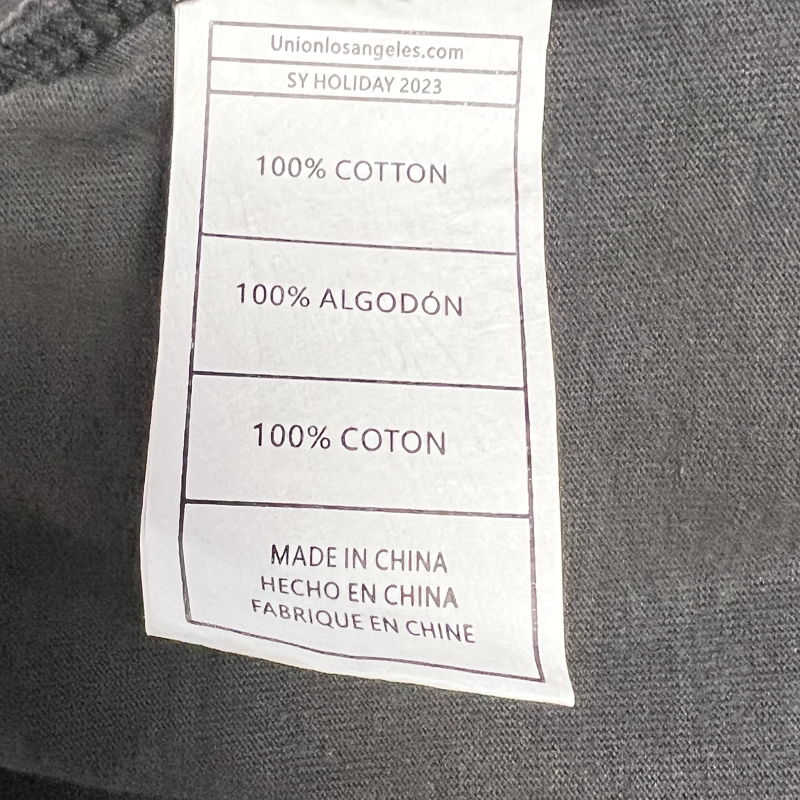 Unionlosangeles.com
SY HOLIDAY 2023
100% COTTON
100% ALGODÓN
100% COTON
MADE IN CHINA
HECHO EN CHINA
FABRIQUE EN CHINE